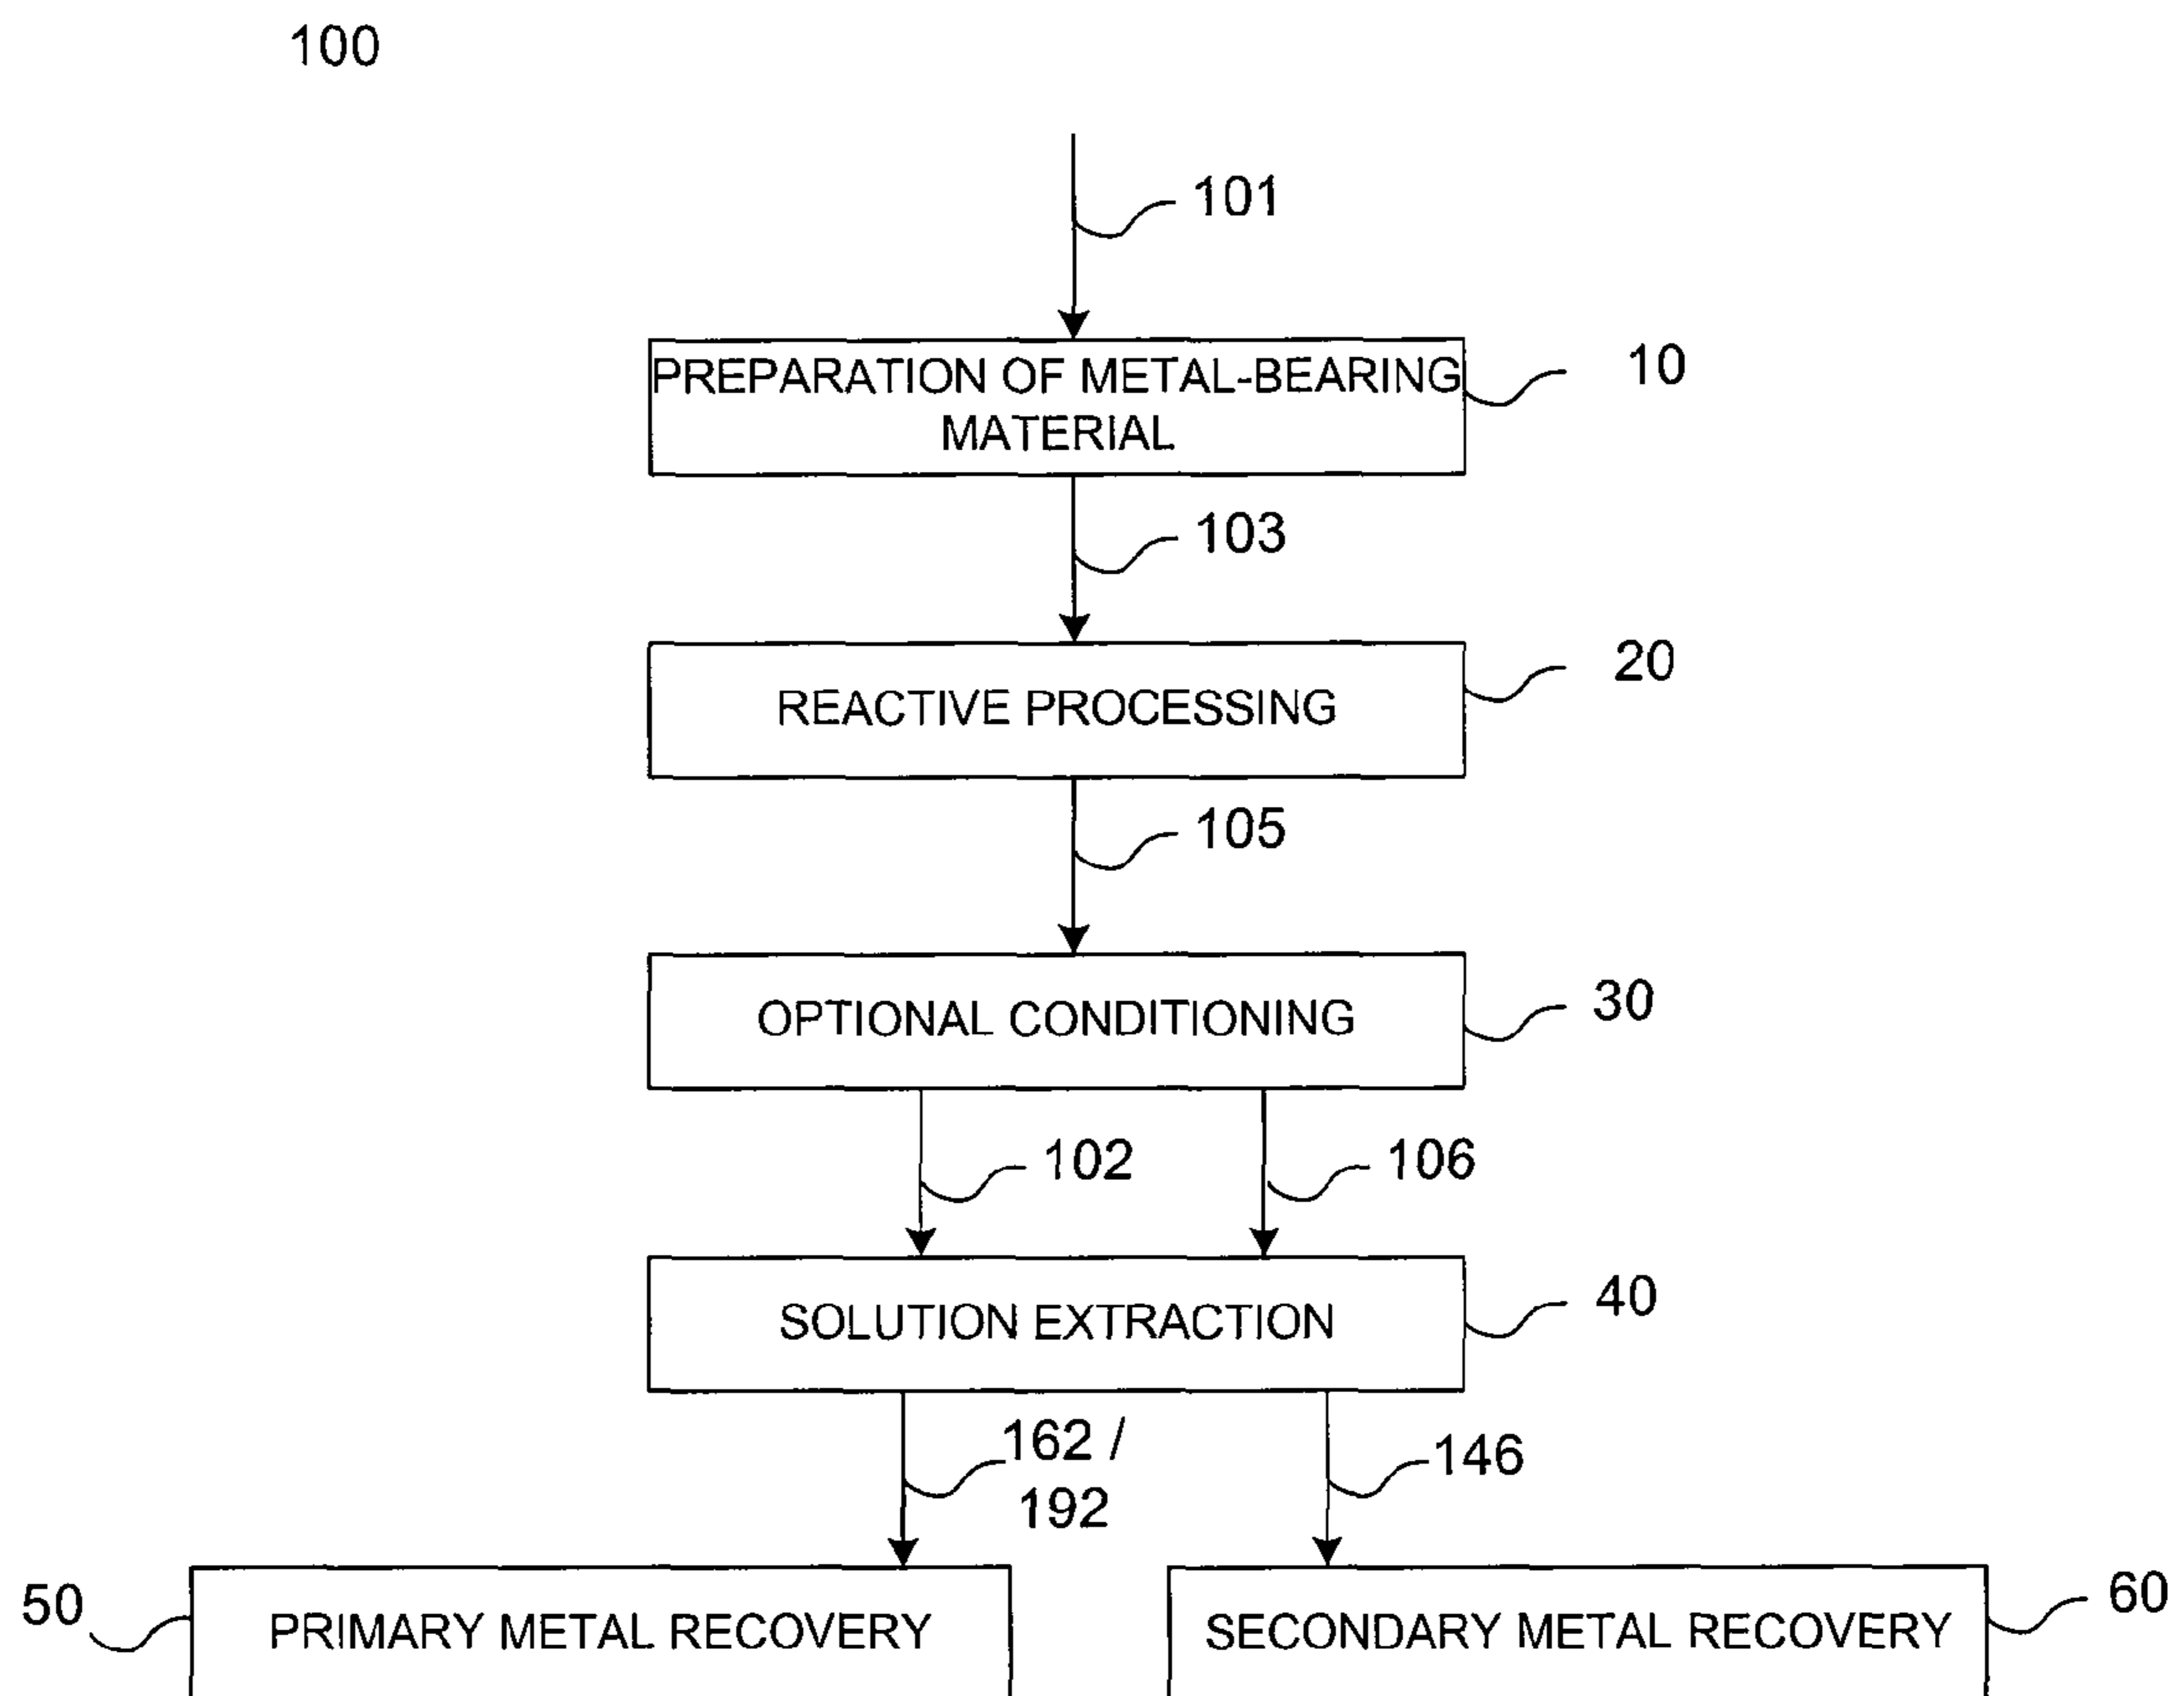 100
101
PREPARATION OF METAL-BEARING
MATERIAL
10
103
REACTIVE PROCESSING
20
105
OPTIONAL CONDITIONING
30
102
106
SOLUTION EXTRACTION
40
162 /
192
146
50
PRIMARY METAL RECOVERY
SECONDARY METAL RECOVERY
60